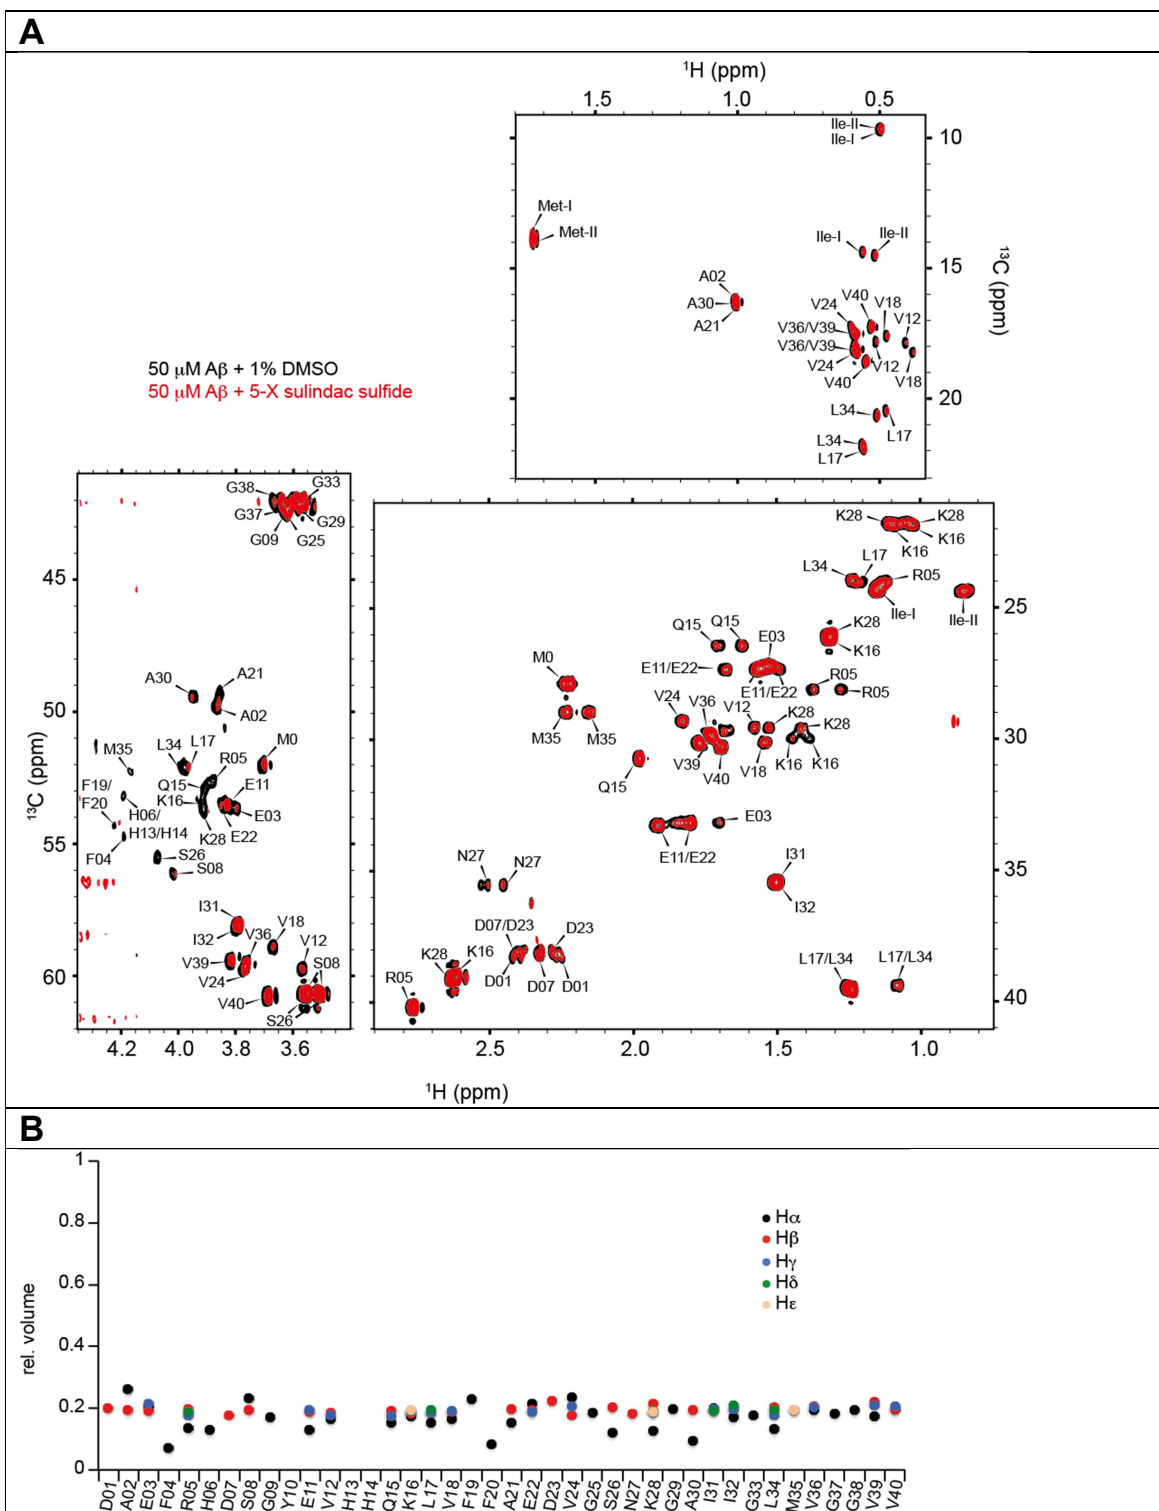 A
¹H (ppm)
1.5 1.0 0.5
Ile-II
Ile-I
10
Met-I
Met-II
Ile-I Ile-II
15
¹³C (ppm)
A02
A30
A21
V40
V24 V18
V36/V39 V12
V36/V39
V24 V12
V40 V18
20
L34
L17
L34
L17
50 µM Aβ + 1% DMSO
50 µM Aβ + 5-X sulindac sulfide
G38 G33
G37 G29
G09 G25
45
A30 A21
A02
50
M35 L34 L17 M0
R05
Q15
F19/
F20
K16 E11
H06/
H13/H14
E03
K28 E22
F04
55
S26
S08
¹³C (ppm)
I31
I32
V36 V18
V12
V39
V24
S08
60
V40
S26
4.2 4.0 3.8 3.6
K28 K28
K16 K16
L34 L17
R05
Ile-I Ile-II
25
Q15 Q15
E03
K28
K16
M0
E11/E22
E11/E22
R05
R05
V24 V36
V12 K28
K28
M35 M35
30
V39 V40
V18 K16 K16
Q15
E03
E11/E22
N27 N27
I31
I32
35
D07/D23 D23
K28 K16
D01 D07 D01
R05
L17/L34 L17/L34
40
2.5 2.0 1.5 1.0
¹H (ppm)
B
1
0.8
0.6
0.4
0.2
0
rel. volume
Hα
Hβ
Hγ
Hδ
Hε
D01 A02 E03 F04 R05 H06 D07 S08 G09 Y10 E11 V12 H13 H14 Q15 K16 L17 V18 F19 F20 A21 E22 D23 V24 G25 S26 N27 K28 G29 A30 I31 I32 G33 L34 M35 V36 G37 G38 V39 V40